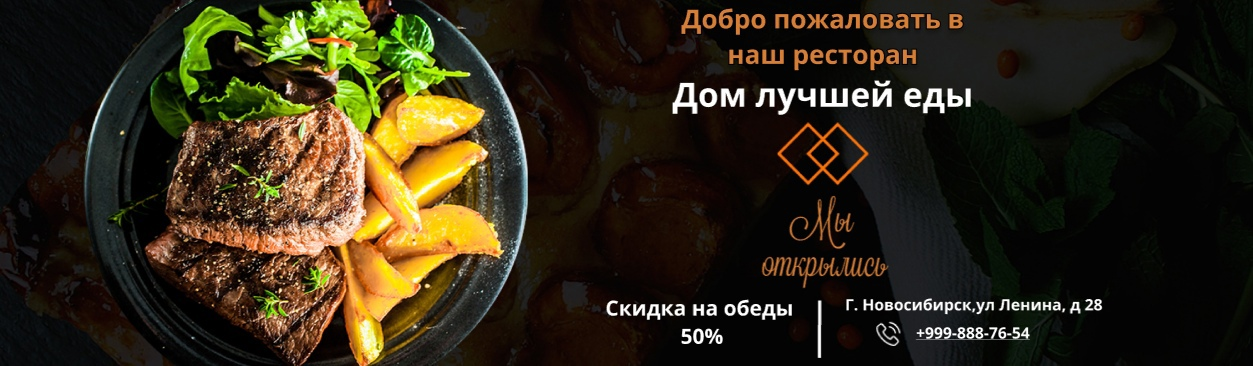 Добро пожаловать в
наш ресторан
Дом лучшей еды
Мы
открылись
Скидка на обеды
50%
Г. Новосибирск,ул Ленина, д 28
+999-888-76-54